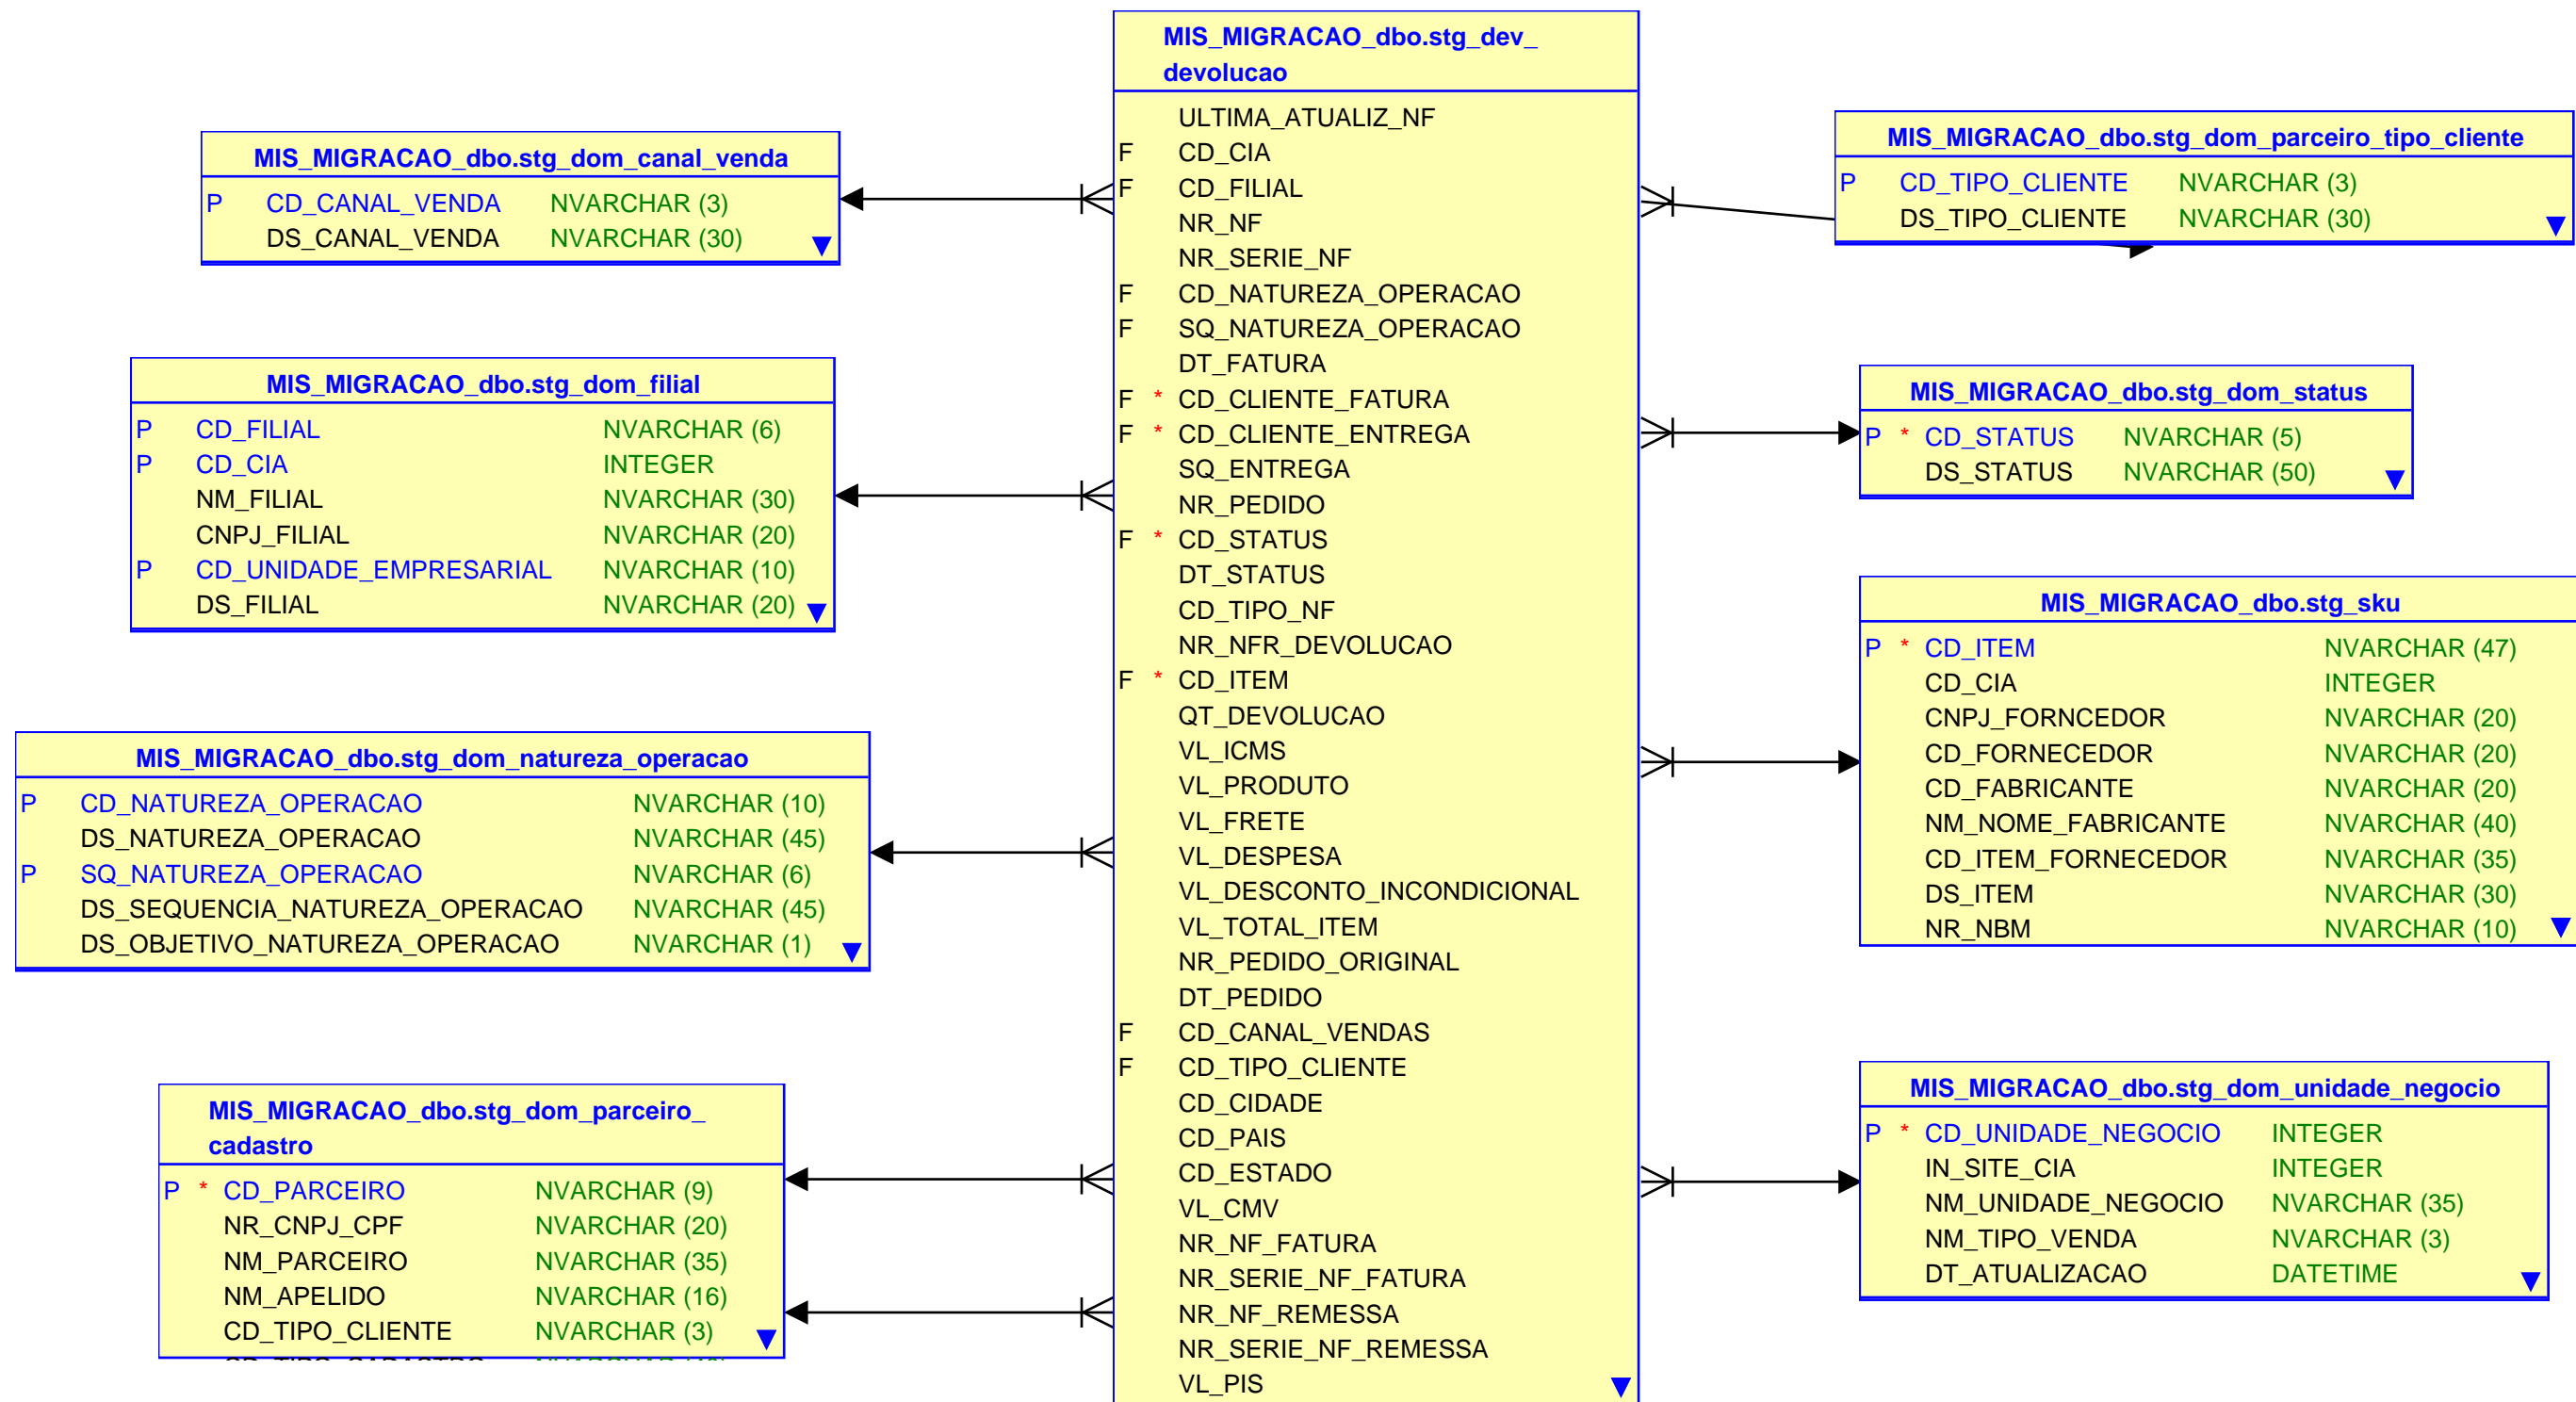 MIS_MIGRACAO_dbo.stg_dom_canal_venda
P CD_CANAL_VENDA NVARCHAR (3)
DS_CANAL_VENDA NVARCHAR (30)
MIS_MIGRACAO_dbo.stg_dom_filial
P CD_FILIAL NVARCHAR (6)
P CD_CIA INTEGER
NM_FILIAL NVARCHAR (30)
CNPJ_FILIAL NVARCHAR (20)
P CD_UNIDADE_EMPRESARIAL NVARCHAR (10)
DS_FILIAL NVARCHAR (20)
MIS_MIGRACAO_dbo.stg_dom_natureza_operacao
P CD_NATUREZA_OPERACAO NVARCHAR (10)
DS_NATUREZA_OPERACAO NVARCHAR (45)
P SQ_NATUREZA_OPERACAO NVARCHAR (6)
DS_SEQUENCIA_NATUREZA_OPERACAO NVARCHAR (45)
DS_OBJETIVO_NATUREZA_OPERACAO NVARCHAR (1)
MIS_MIGRACAO_dbo.stg_dom_parceiro_
cadastro
P * CD_PARCEIRO NVARCHAR (9)
NR_CNPJ_CPF NVARCHAR (20)
NM_PARCEIRO NVARCHAR (35)
NM_APELIDO NVARCHAR (16)
CD_TIPO_CLIENTE NVARCHAR (3)
MIS_MIGRACAO_dbo.stg_dev_
devolucao
ULTIMA_ATUALIZ_NF
F CD_CIA
F CD_FILIAL
NR_NF
NR_SERIE_NF
F CD_NATUREZA_OPERACAO
F SQ_NATUREZA_OPERACAO
DT_FATURA
F * CD_CLIENTE_FATURA
F * CD_CLIENTE_ENTREGA
SQ_ENTREGA
NR_PEDIDO
F * CD_STATUS
DT_STATUS
CD_TIPO_NF
NR_NFR_DEVOLUCAO
F * CD_ITEM
QT_DEVOLUCAO
VL_ICMS
VL_PRODUTO
VL_FRETE
VL_DESPESA
VL_DESCONTO_INCONDICIONAL
VL_TOTAL_ITEM
NR_PEDIDO_ORIGINAL
DT_PEDIDO
F CD_CANAL_VENDAS
F CD_TIPO_CLIENTE
CD_CIDADE
CD_PAIS
CD_ESTADO
VL_CMV
NR_NF_FATURA
NR_SERIE_NF_FATURA
NR_NF_REMESSA
NR_SERIE_NF_REMESSA
VL_PIS
MIS_MIGRACAO_dbo.stg_dom_parceiro_tipo_cliente
P CD_TIPO_CLIENTE NVARCHAR (3)
DS_TIPO_CLIENTE NVARCHAR (30)
MIS_MIGRACAO_dbo.stg_dom_status
P * CD_STATUS NVARCHAR (5)
DS_STATUS NVARCHAR (50)
MIS_MIGRACAO_dbo.stg_sku
P * CD_ITEM NVARCHAR (47)
CD_CIA INTEGER
CNPJ_FORNCEDOR NVARCHAR (20)
CD_FORNECEDOR NVARCHAR (20)
CD_FABRICANTE NVARCHAR (20)
NM_NOME_FABRICANTE NVARCHAR (40)
CD_ITEM_FORNECEDOR NVARCHAR (35)
DS_ITEM NVARCHAR (30)
NR_NBM NVARCHAR (10)
MIS_MIGRACAO_dbo.stg_dom_unidade_negocio
P * CD_UNIDADE_NEGOCIO INTEGER
IN_SITE_CIA INTEGER
NM_UNIDADE_NEGOCIO NVARCHAR (35)
NM_TIPO_VENDA NVARCHAR (3)
DT_ATUALIZACAO DATETIME